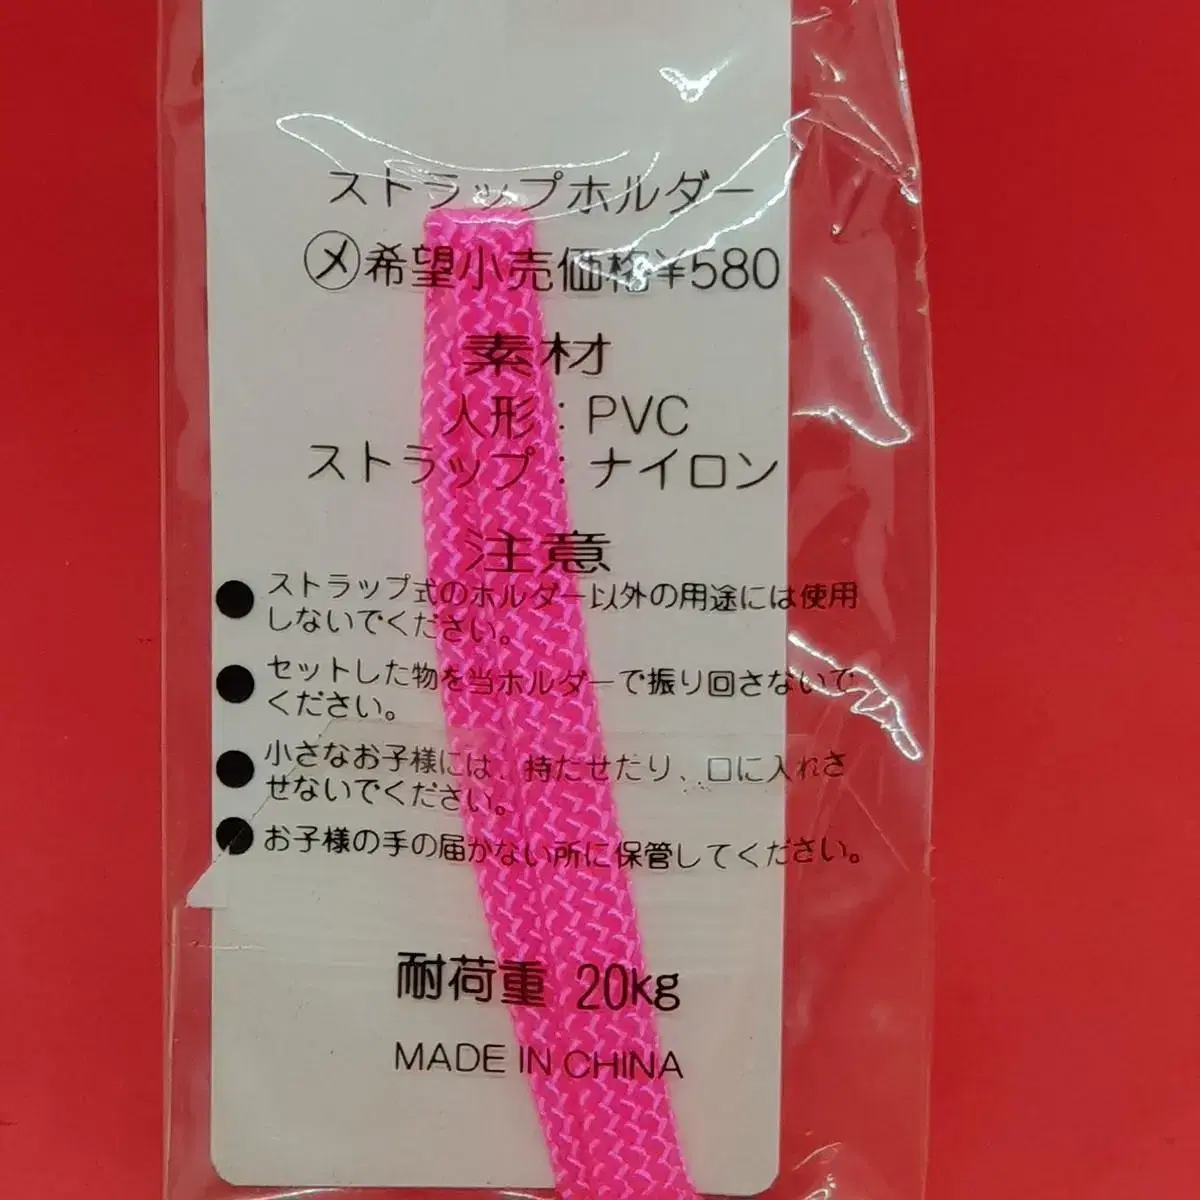 ストラップホルダー
㋱希望小売価格¥580
素材
人形：PVC
ストラップ：ナイロン
注意
●ストラップ式のホルダー以外の用途には使用
しないでください。
●セットした物を当ホルダーで振り回さないで
ください。
●小さなお子様には、持たせたり、口に入れさ
せないでください。
●お子様の手の届かない所に保管してください。
耐荷重 20kg
MADE IN CHINA